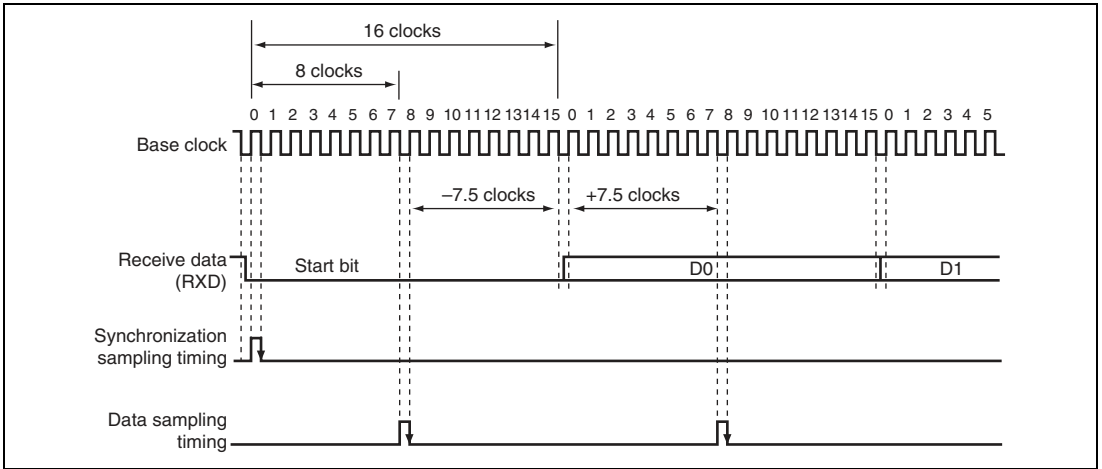 16 clocks
8 clocks
0 1 2 3 4 5 6 7 8 9 10 11 12 13 14 15 0 1 2 3 4 5 6 7 8 9 10 11 12 13 14 15 0 1 2 3 4 5
Base clock
–7.5 clocks +7.5 clocks
Receive data
(RXD)
Start bit D0 D1
Synchronization
sampling timing
Data sampling
timing